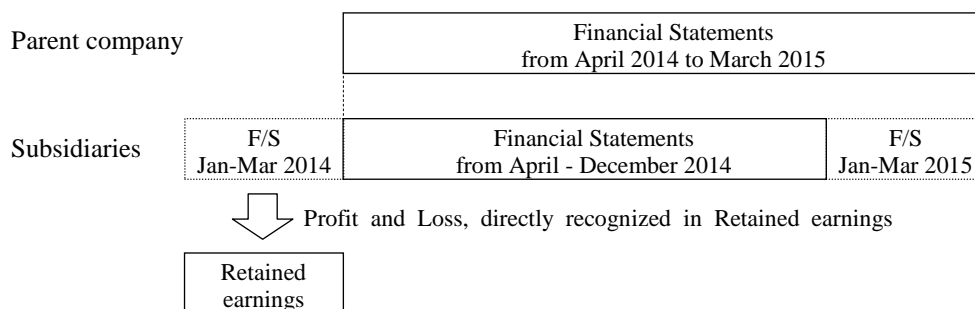 Parent company
Financial Statements
from April 2014 to March 2015
Subsidiaries
F/S
Jan-Mar 2014
Financial Statements
from April - December 2014
F/S
Jan-Mar 2015
Profit and Loss, directly recognized in Retained earnings
Retained
earnings